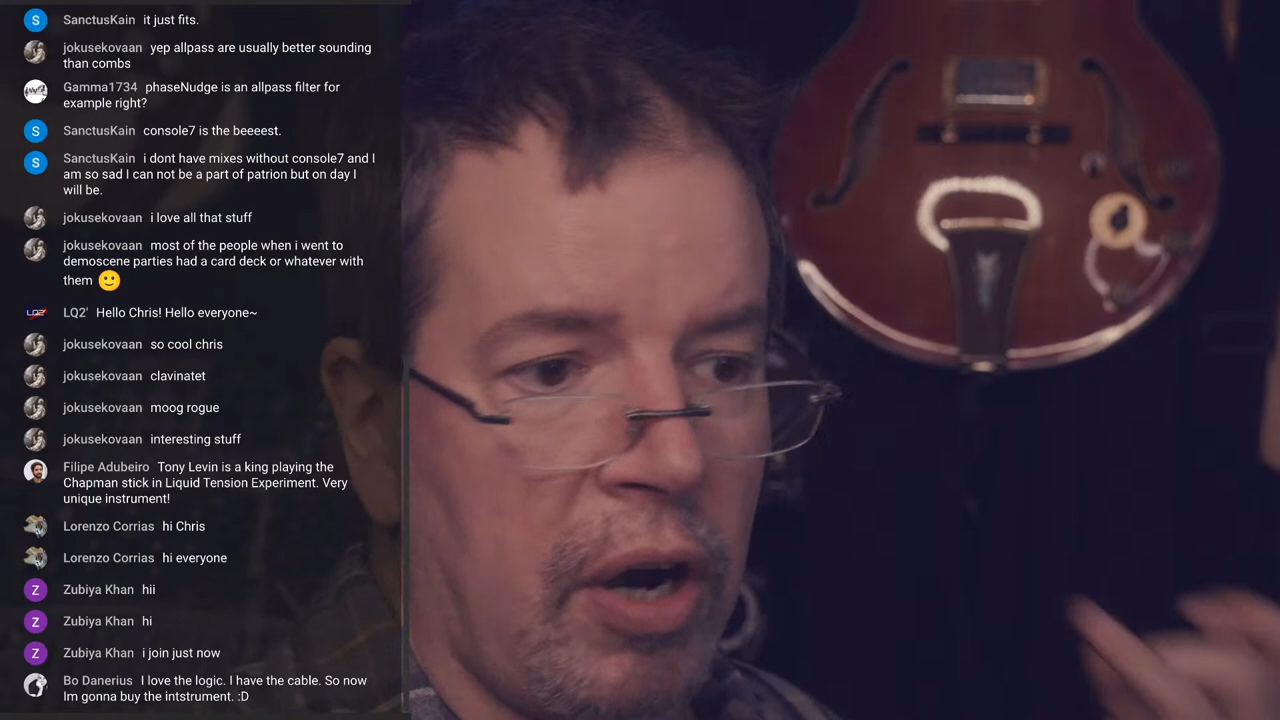 S SanctusKain it just fits.
jokusekovaan yep allpass are usually better sounding
than combs
Gamma1734 phaseNudge is an allpass filter for
example right?
S SanctusKain console7 is the beeeest.
S SanctusKain i dont have mixes without console7 and I
am so sad I can not be a part of patrion but on day I
will be.
jokusekovaan i love all that stuff
jokusekovaan most of the people when i went to
demoscene parties had a card deck or whatever with
them 🙂
LQ2' Hello Chris! Hello everyone~
jokusekovaan so cool chris
jokusekovaan clavinatet
jokusekovaan moog rogue
jokusekovaan interesting stuff
Filipe Adubeiro Tony Levin is a king playing the
Chapman stick in Liquid Tension Experiment. Very
unique instrument!
Lorenzo Corrias hi Chris
Lorenzo Corrias hi everyone
Z Zubiya Khan hii
Z Zubiya Khan hi
Z Zubiya Khan i join just now
Bo Danerius I love the logic. I have the cable. So now
Im gonna buy the intstrument. :D